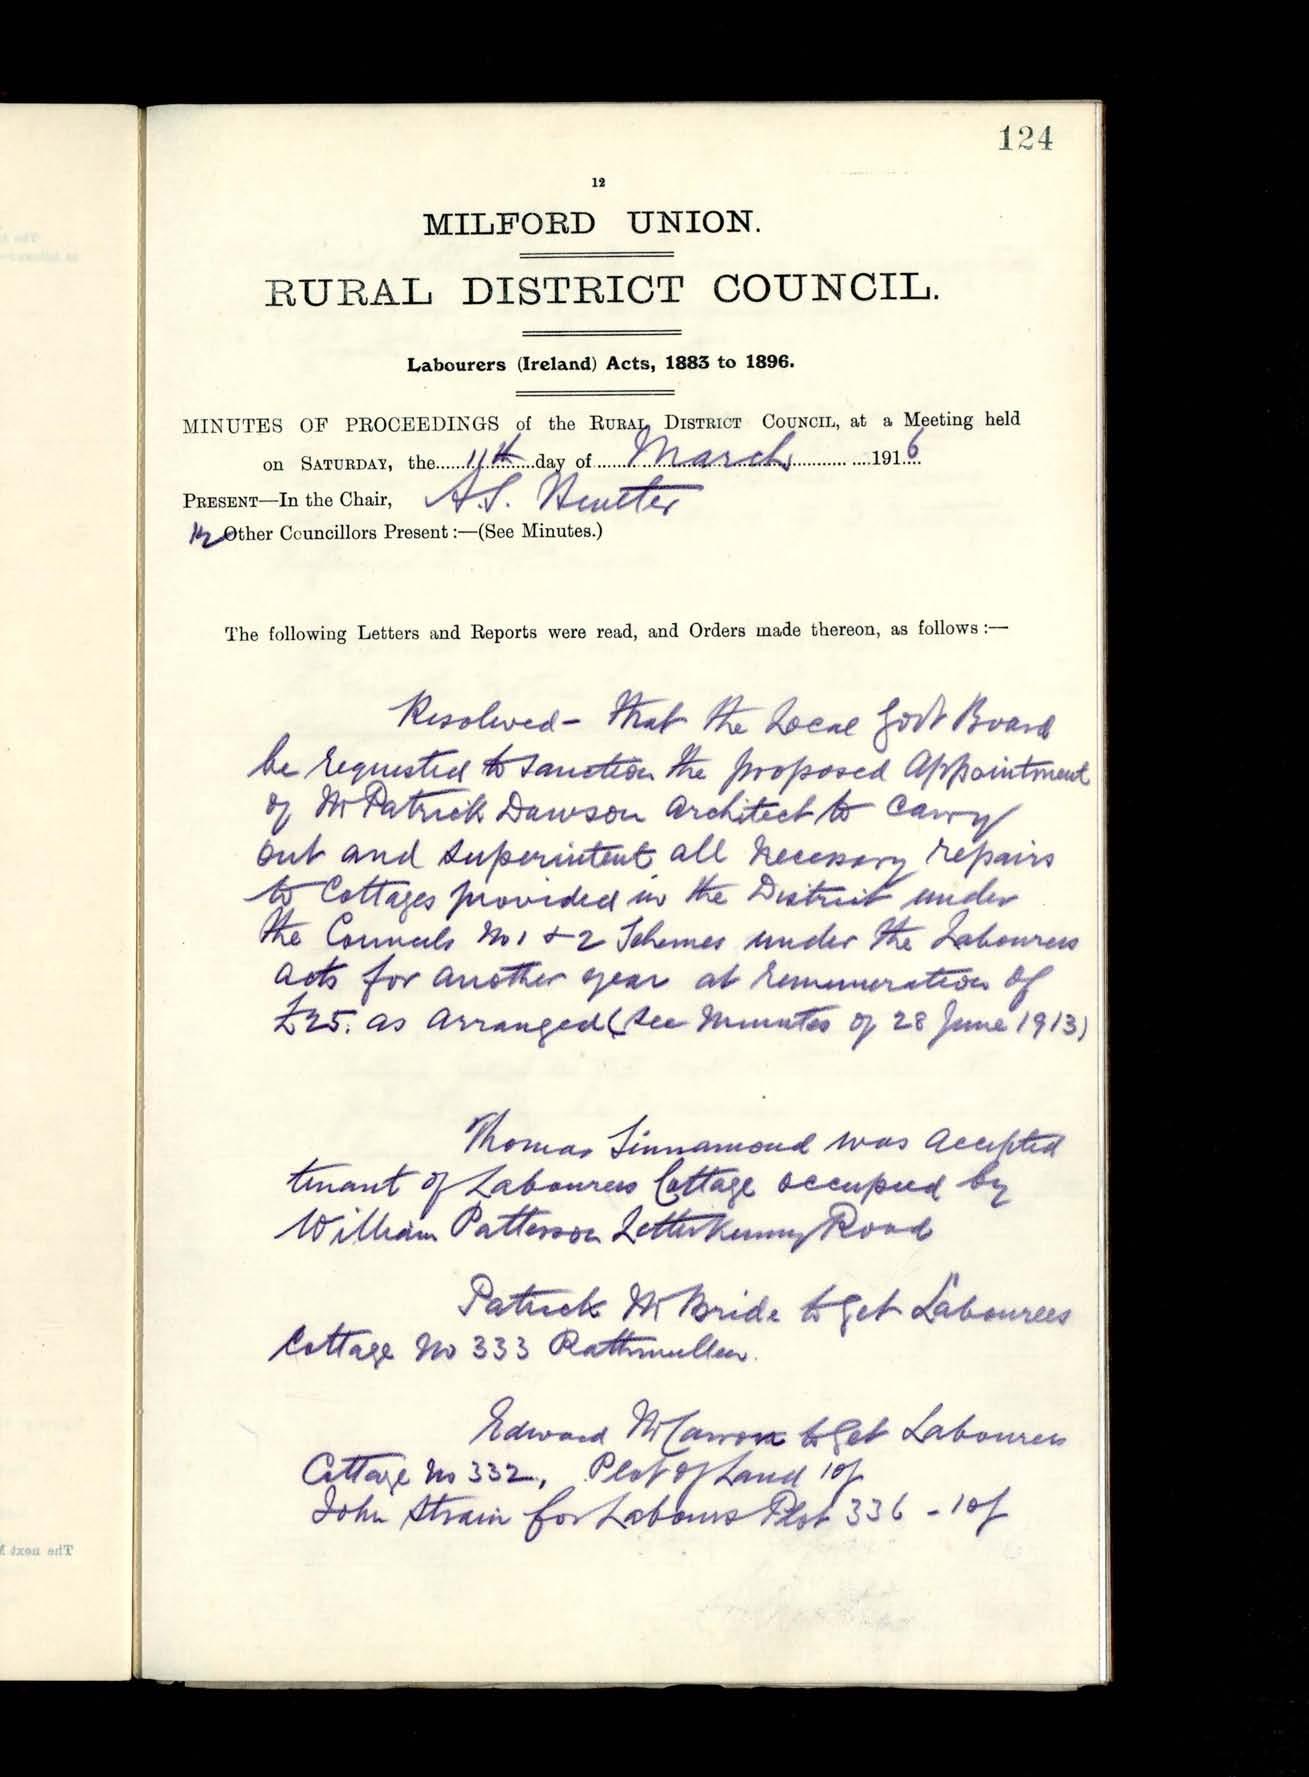 124
12
MILFORD UNION.
RURAL DISTRICT COUNCIL.
Labourers (Ireland) Acts, 1883 to 1896.
MINUTES OF PROCEEDINGS of the RURAL DISTRICT COUNCIL, at a Meeting held
on SATURDAY, the 11th day of March 1916
PRESENT—In the Chair, A.S.
Other Councillors Present :—(See Minutes.)
The following Letters and Reports were read, and Orders made thereon, as follows :—
Resolved - That the Local Govt Board
be requested to sanction the proposed Appointment
of Mr Patrick Dawson Architect to carry
out and superintent all necessary repairs
to Cottages provided in the District under
the Councils No 1 & 2 Schemes under the Labourers
Acts for another year at remuneration of
£25. as arranged (See Minutes of 28 June 1913)
Thomas Sinnamond was accepted
tenant of Labourers Cottage occupied by
William Patterson Letterkenny Road
Patrick McBride to get Labourers
Cottage No 333 Rathmullen.
Edward to get Labourers
Cottage No 332, Plot of Land
John Strain for Labours Plot 336 -
The next